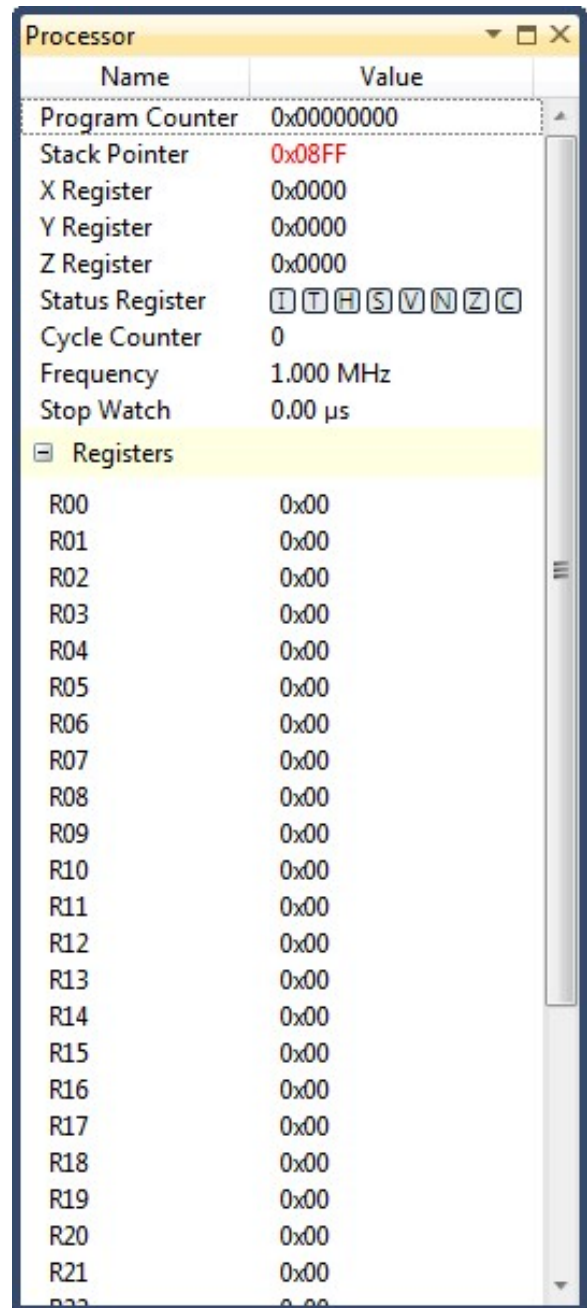 Processor
Name Value
Program Counter 0x00000000
Stack Pointer 0x08FF
X Register 0x0000
Y Register 0x0000
Z Register 0x0000
Status Register I T H S V N Z C
Cycle Counter 0
Frequency 1.000 MHz
Stop Watch 0.00 µs
Registers
R00 0x00
R01 0x00
R02 0x00
R03 0x00
R04 0x00
R05 0x00
R06 0x00
R07 0x00
R08 0x00
R09 0x00
R10 0x00
R11 0x00
R12 0x00
R13 0x00
R14 0x00
R15 0x00
R16 0x00
R17 0x00
R18 0x00
R19 0x00
R20 0x00
R21 0x00